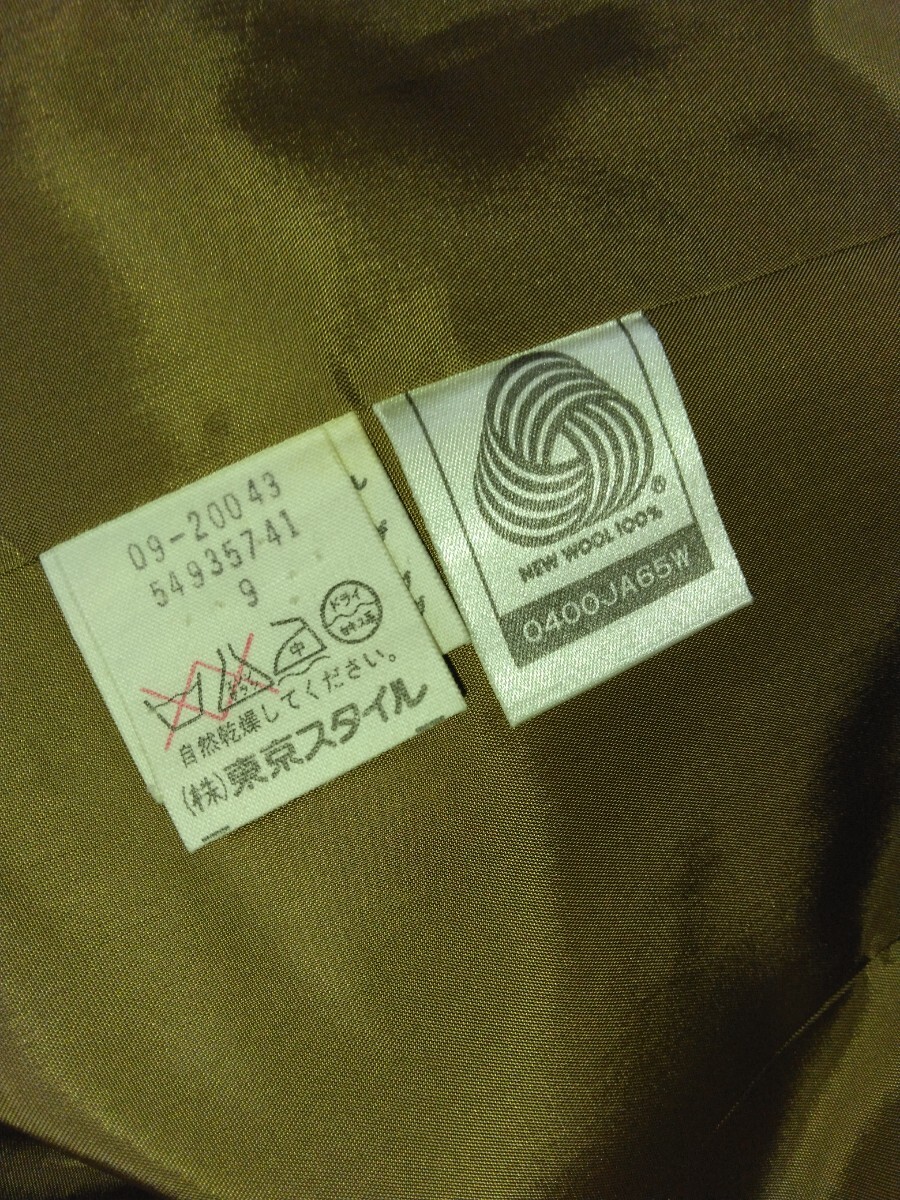 09-20043
54935741
9
中
ドライ
自然乾燥してください。
(株)東京スタイル
®
NEW WOOL 100%
0400JA65W